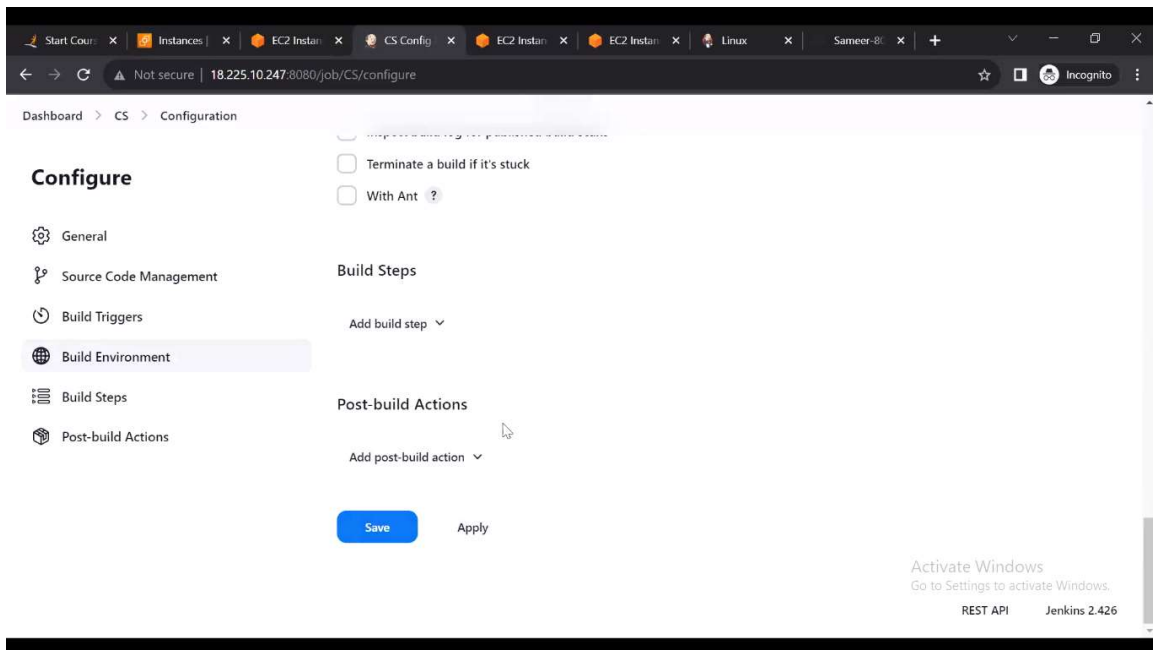 Start Cour
Instances |
EC2 Instan
CS Config
EC2 Instan
EC2 Instan
Linux
Sameer-80
Not secure | 18.225.10.247:8080/job/CS/configure
Incognito
Dashboard > CS > Configuration
Configure
General
Source Code Management
Build Triggers
Build Environment
Build Steps
Post-build Actions
Terminate a build if it's stuck
With Ant ?
Build Steps
Add build step
Post-build Actions
Add post-build action
Save
Apply
Activate Windows
Go to Settings to activate Windows.
REST API
Jenkins 2.426